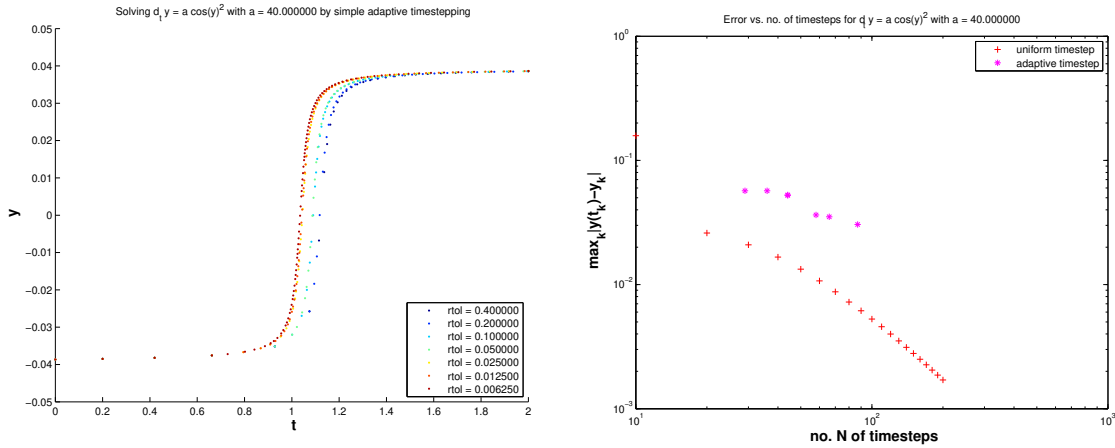 Solving d_t y = a cos(y)^2 with a = 40.000000 by simple adaptive timestepping
0.05
0.04
0.03
0.02
0.01
0
−0.01
−0.02
−0.03
−0.04
−0.05
y
0
0.2
0.4
0.6
0.8
1
1.2
1.4
1.6
1.8
2
t
rtol = 0.400000
rtol = 0.200000
rtol = 0.100000
rtol = 0.050000
rtol = 0.025000
rtol = 0.012500
rtol = 0.006250
Error vs. no. of timesteps for d_t y = a cos(y)^2 with a = 40.000000
10^0
10^−1
10^−2
10^−3
max_k|y(t_k)−y_k|
10^1
10^2
10^3
no. N of timesteps
uniform timestep
adaptive timestep